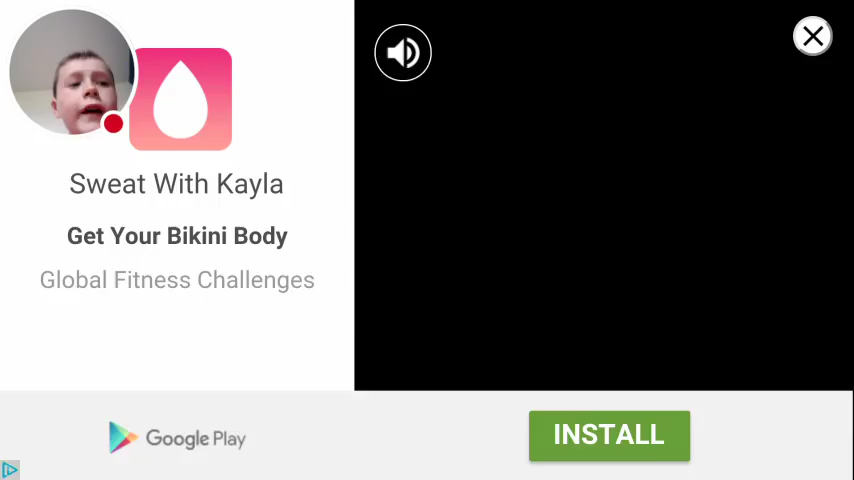 Sweat With Kayla
Get Your Bikini Body
Global Fitness Challenges
Google Play
INSTALL